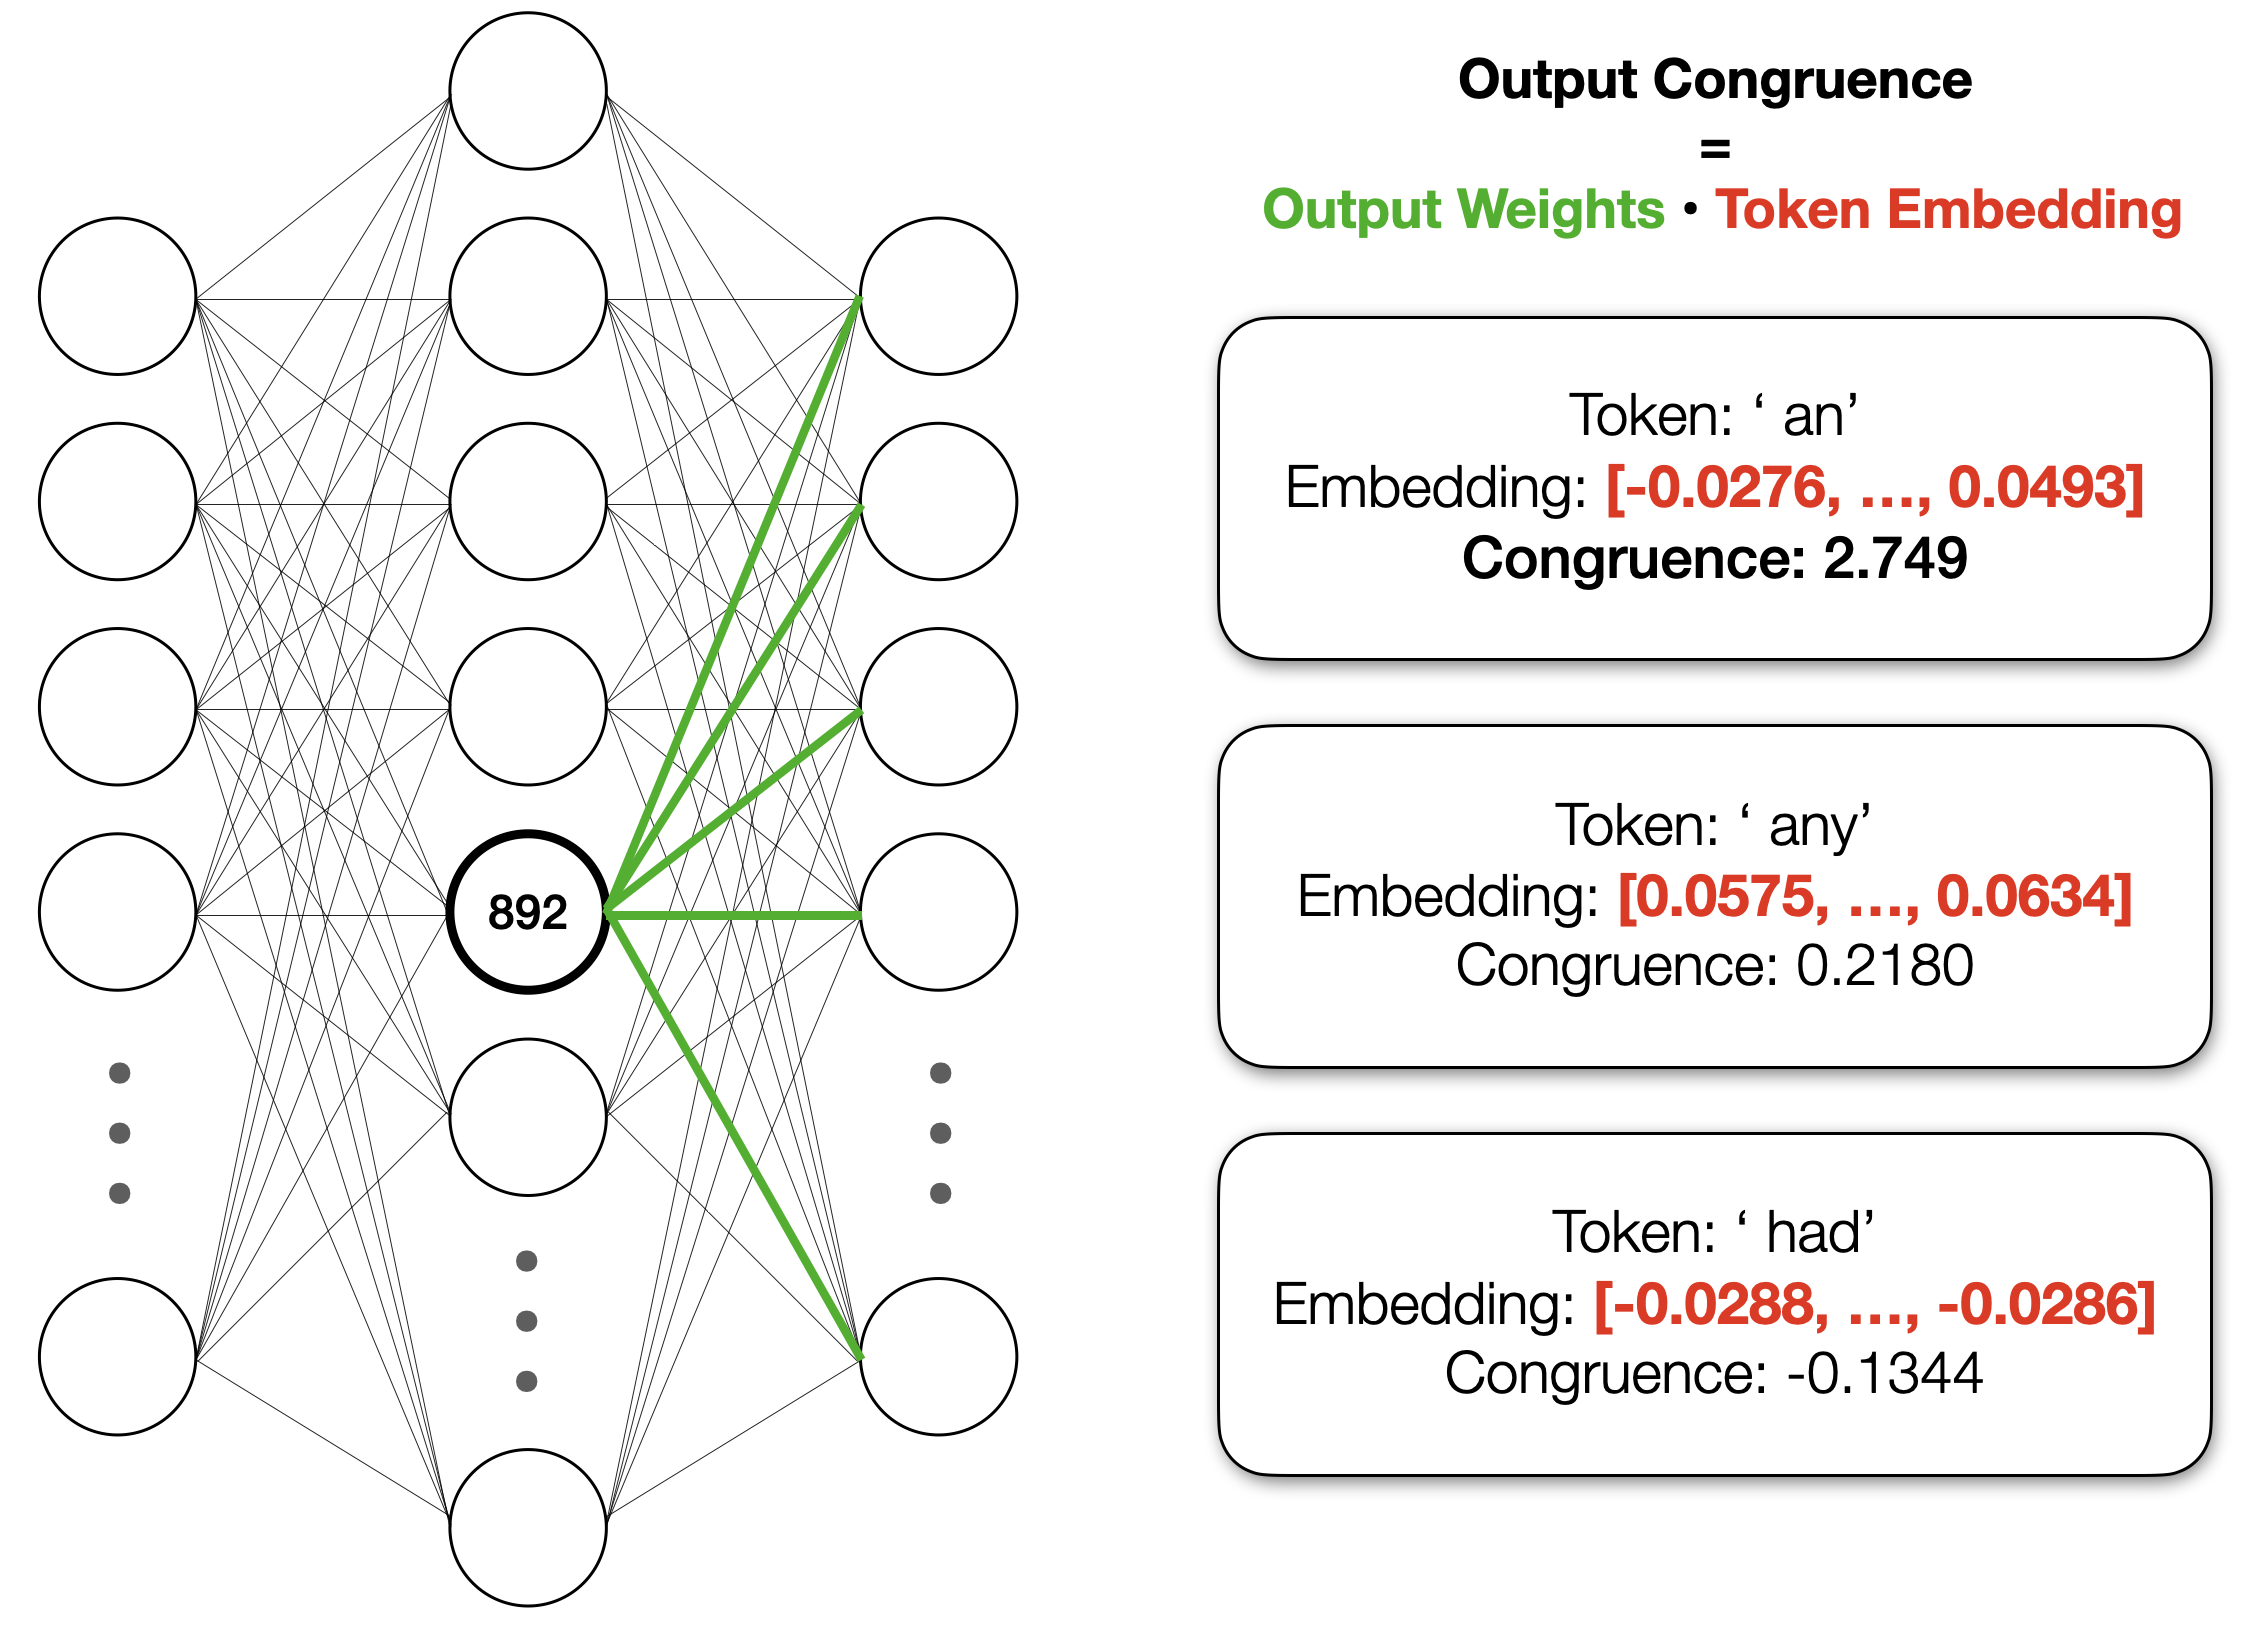 Output Congruence
=
Output Weights • Token Embedding
Token: ‘ an’
Embedding: [-0.0276, …, 0.0493]
Congruence: 2.749
Token: ‘ any’
Embedding: [0.0575, …, 0.0634]
Congruence: 0.2180
892
Token: ‘ had’
Embedding: [-0.0288, …, -0.0286]
Congruence: -0.1344